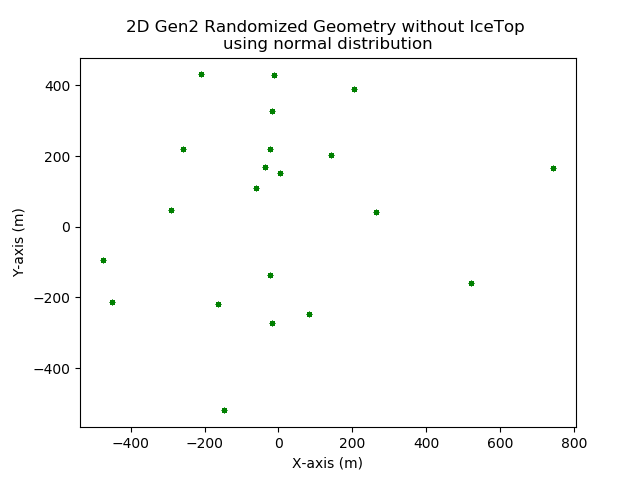 2D Gen2 Randomized Geometry without IceTop
using normal distribution
400
200
0
−200
−400
Y-axis (m)
−400 −200 0 200 400 600 800
X-axis (m)